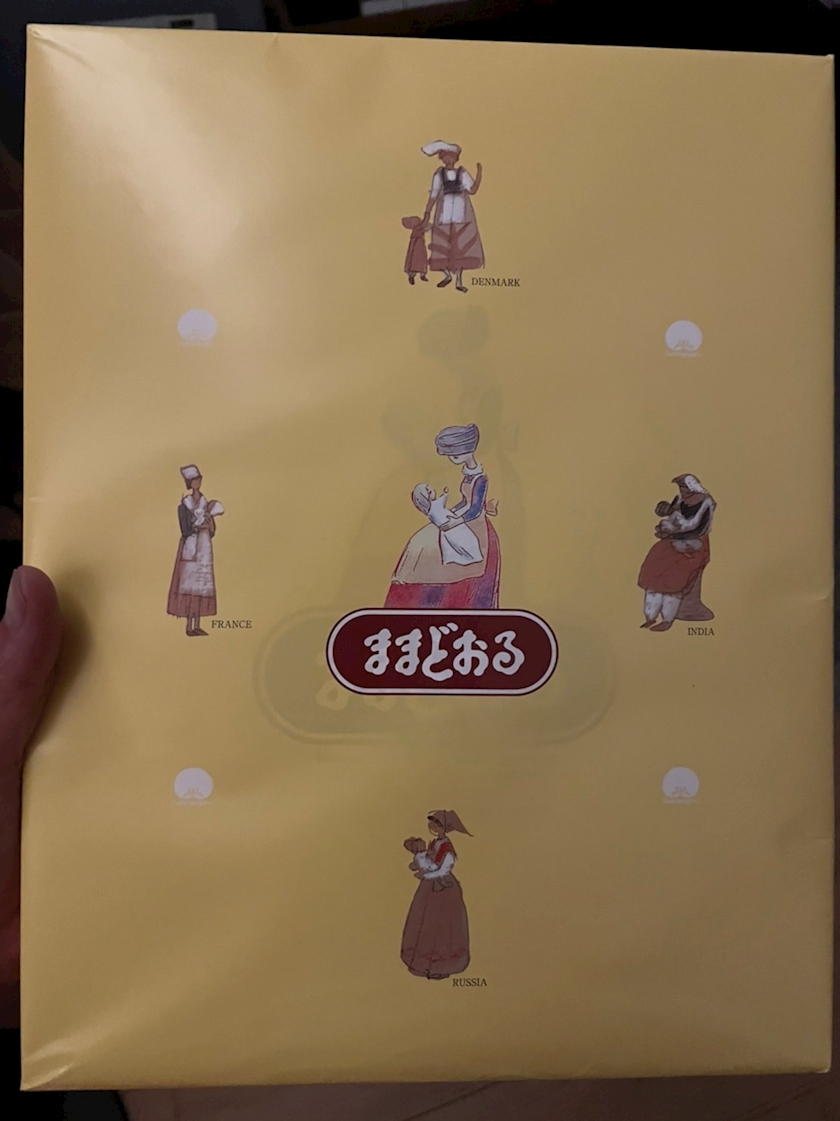 DENMARK
FRANCE
INDIA
ままどおる
RUSSIA